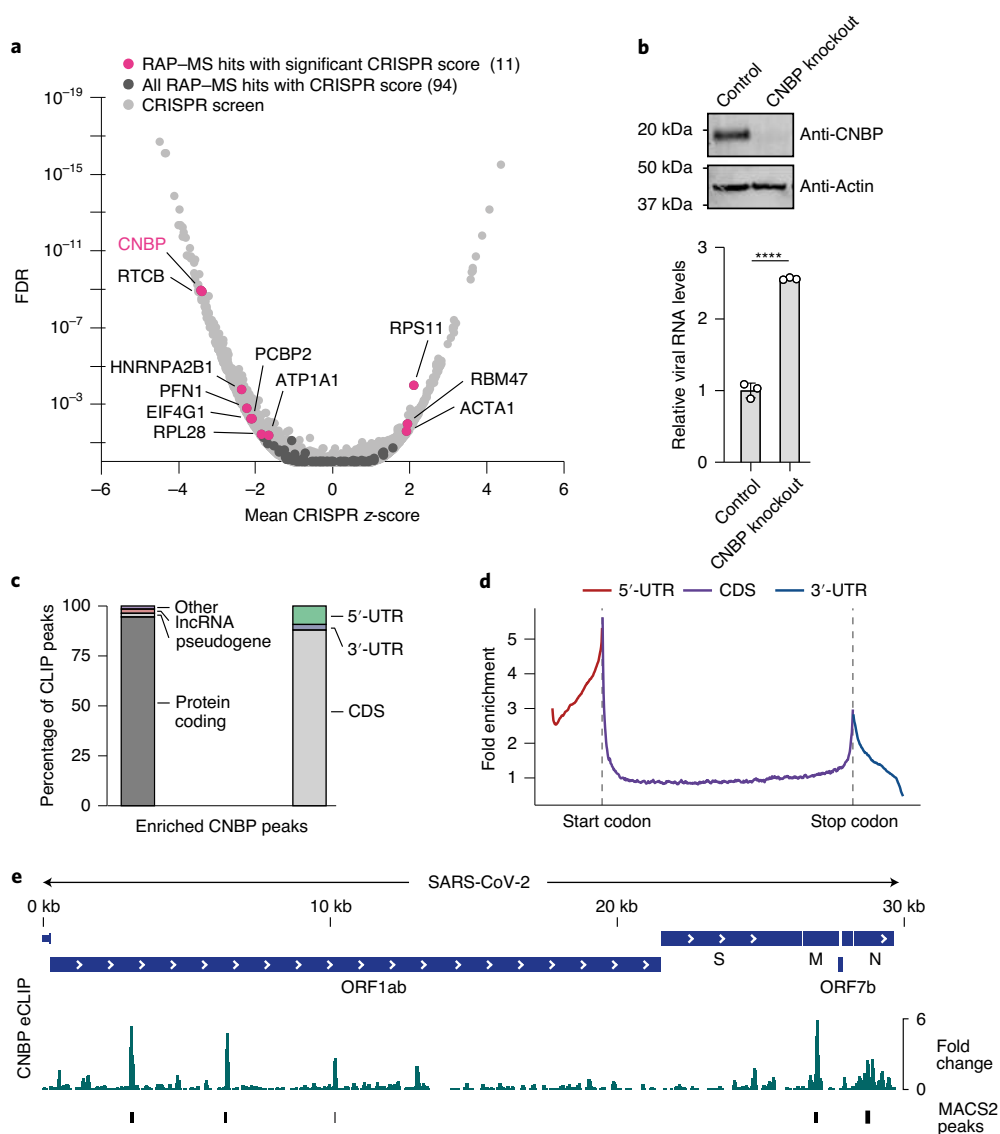 a
RAP–MS hits with significant CRISPR score (11)
All RAP–MS hits with CRISPR score (94)
CRISPR screen
10−19
10−15
10−11
10−7
10−3
FDR
CNBP
RTCB
HNRNPA2B1
PFN1
EIF4G1
RPL28
PCBP2
ATP1A1
RPS11
RBM47
ACTA1
−6 −4 −2 0 2 4 6
Mean CRISPR z-score
b
Control CNBP knockout
20 kDa Anti-CNBP
50 kDa
37 kDa Anti-Actin
Relative viral RNA levels
3
2
1
0
****
Control CNBP knockout
c
Percentage of CLIP peaks
100
75
50
25
0
Other
lncRNA
pseudogene
Protein
coding
5′-UTR
3′-UTR
CDS
Enriched CNBP peaks
d
5′-UTR CDS 3′-UTR
Fold enrichment
5
4
3
2
1
Start codon Stop codon
e
SARS-CoV-2
0 kb 10 kb 20 kb 30 kb
S M N
ORF1ab ORF7b
CNBP eCLIP
6
0
Fold
change
MACS2
peaks